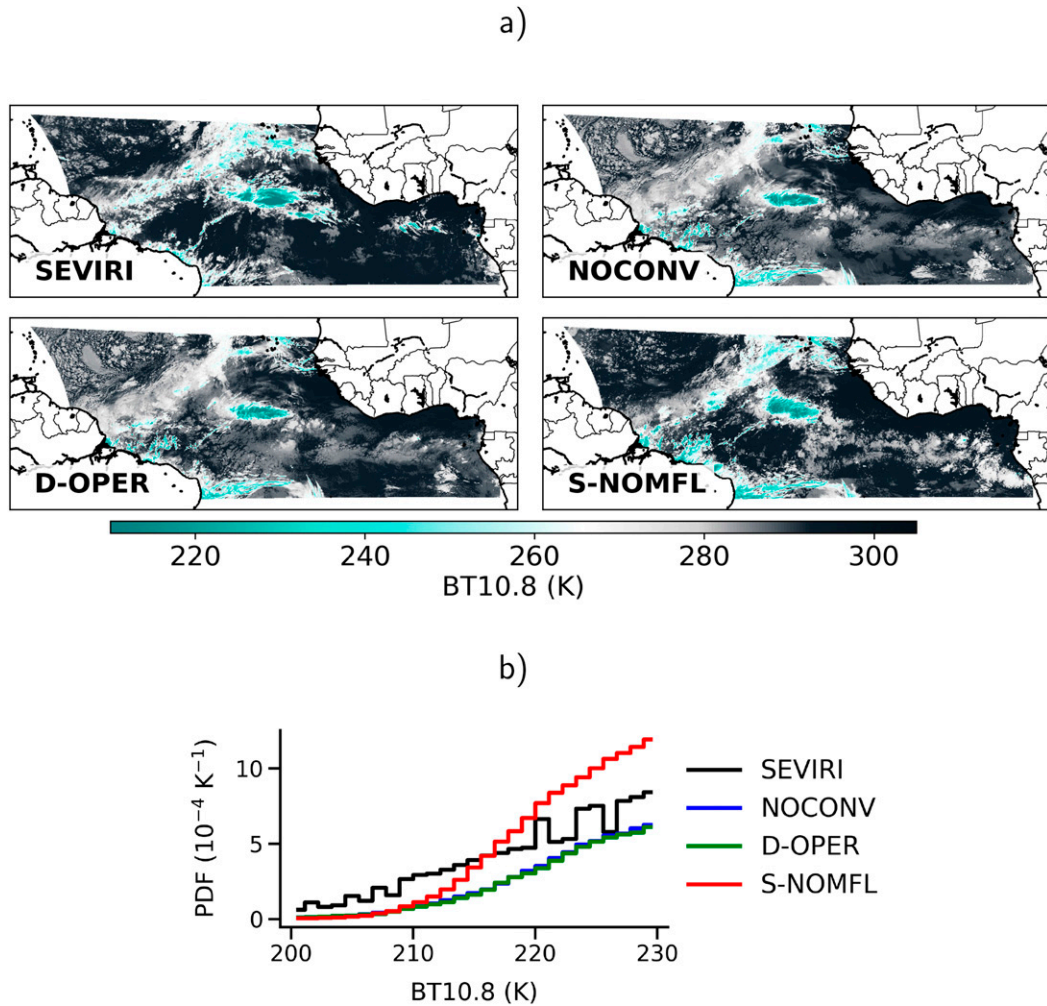 a)
SEVIRI
NOCONV
D-OPER
S-NOMFL
220 240 260 280 300
BT10.8 (K)
b)
PDF (10⁻⁴ K⁻¹)
10
5
0
200 210 220 230
BT10.8 (K)
SEVIRI
NOCONV
D-OPER
S-NOMFL